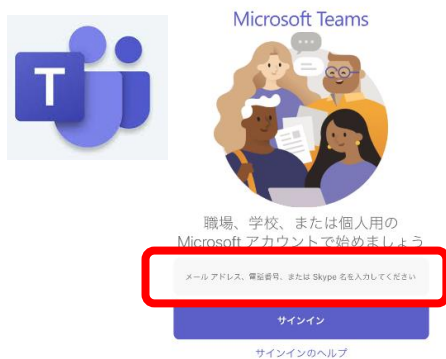 Microsoft Teams
T
職場、学校、または個人用の
Microsoft アカウントで始めましょう
メール アドレス、電話番号、または Skype 名を入力してください
サインイン
サインインのヘルプ